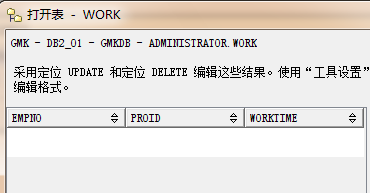 打开表 - WORK
GMK - DB2_01 - GMKDB - ADMINISTRATOR.WORK
采用定位 UPDATE 和定位 DELETE 编辑这些结果。使用“工具设置”
编辑格式。
EMPNO PROID WORKTIME